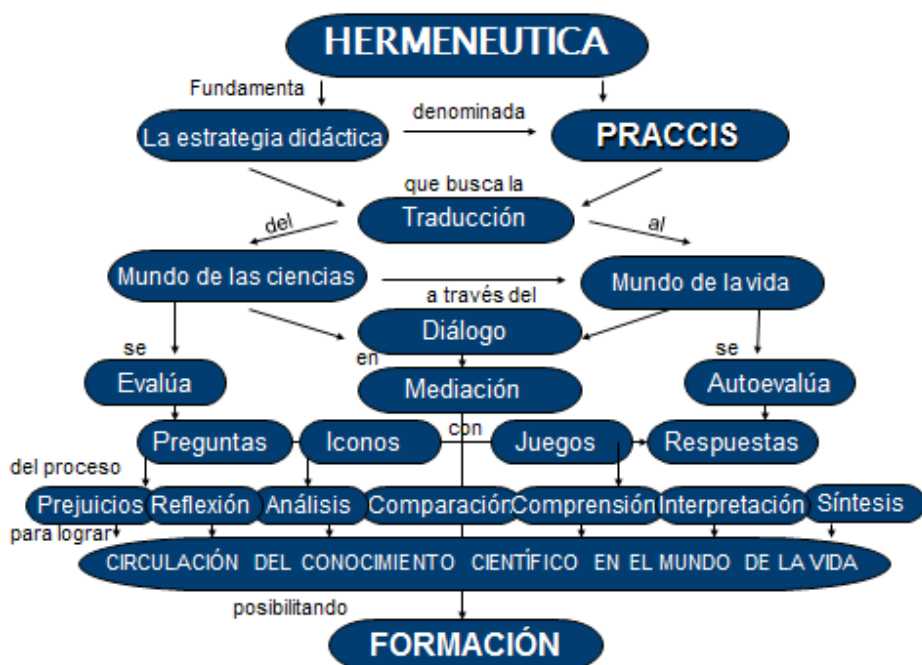 HERMENEUTICA
Fundamenta
La estrategia didáctica
denominada
PRACCIS
que busca la
Traducción
del
al
Mundo de las ciencias
Mundo de la vida
a través del
Diálogo
en
se
se
Evalúa
Mediación
Autoevalúa
Preguntas
Iconos
con
Juegos
Respuestas
del proceso
Prejuicios
Reflexión
Análisis
Comparación
Comprensión
Interpretación
Síntesis
para lograr
CIRCULACIÓN DEL CONOCIMIENTO CIENTÍFICO EN EL MUNDO DE LA VIDA
posibilitando
FORMACIÓN